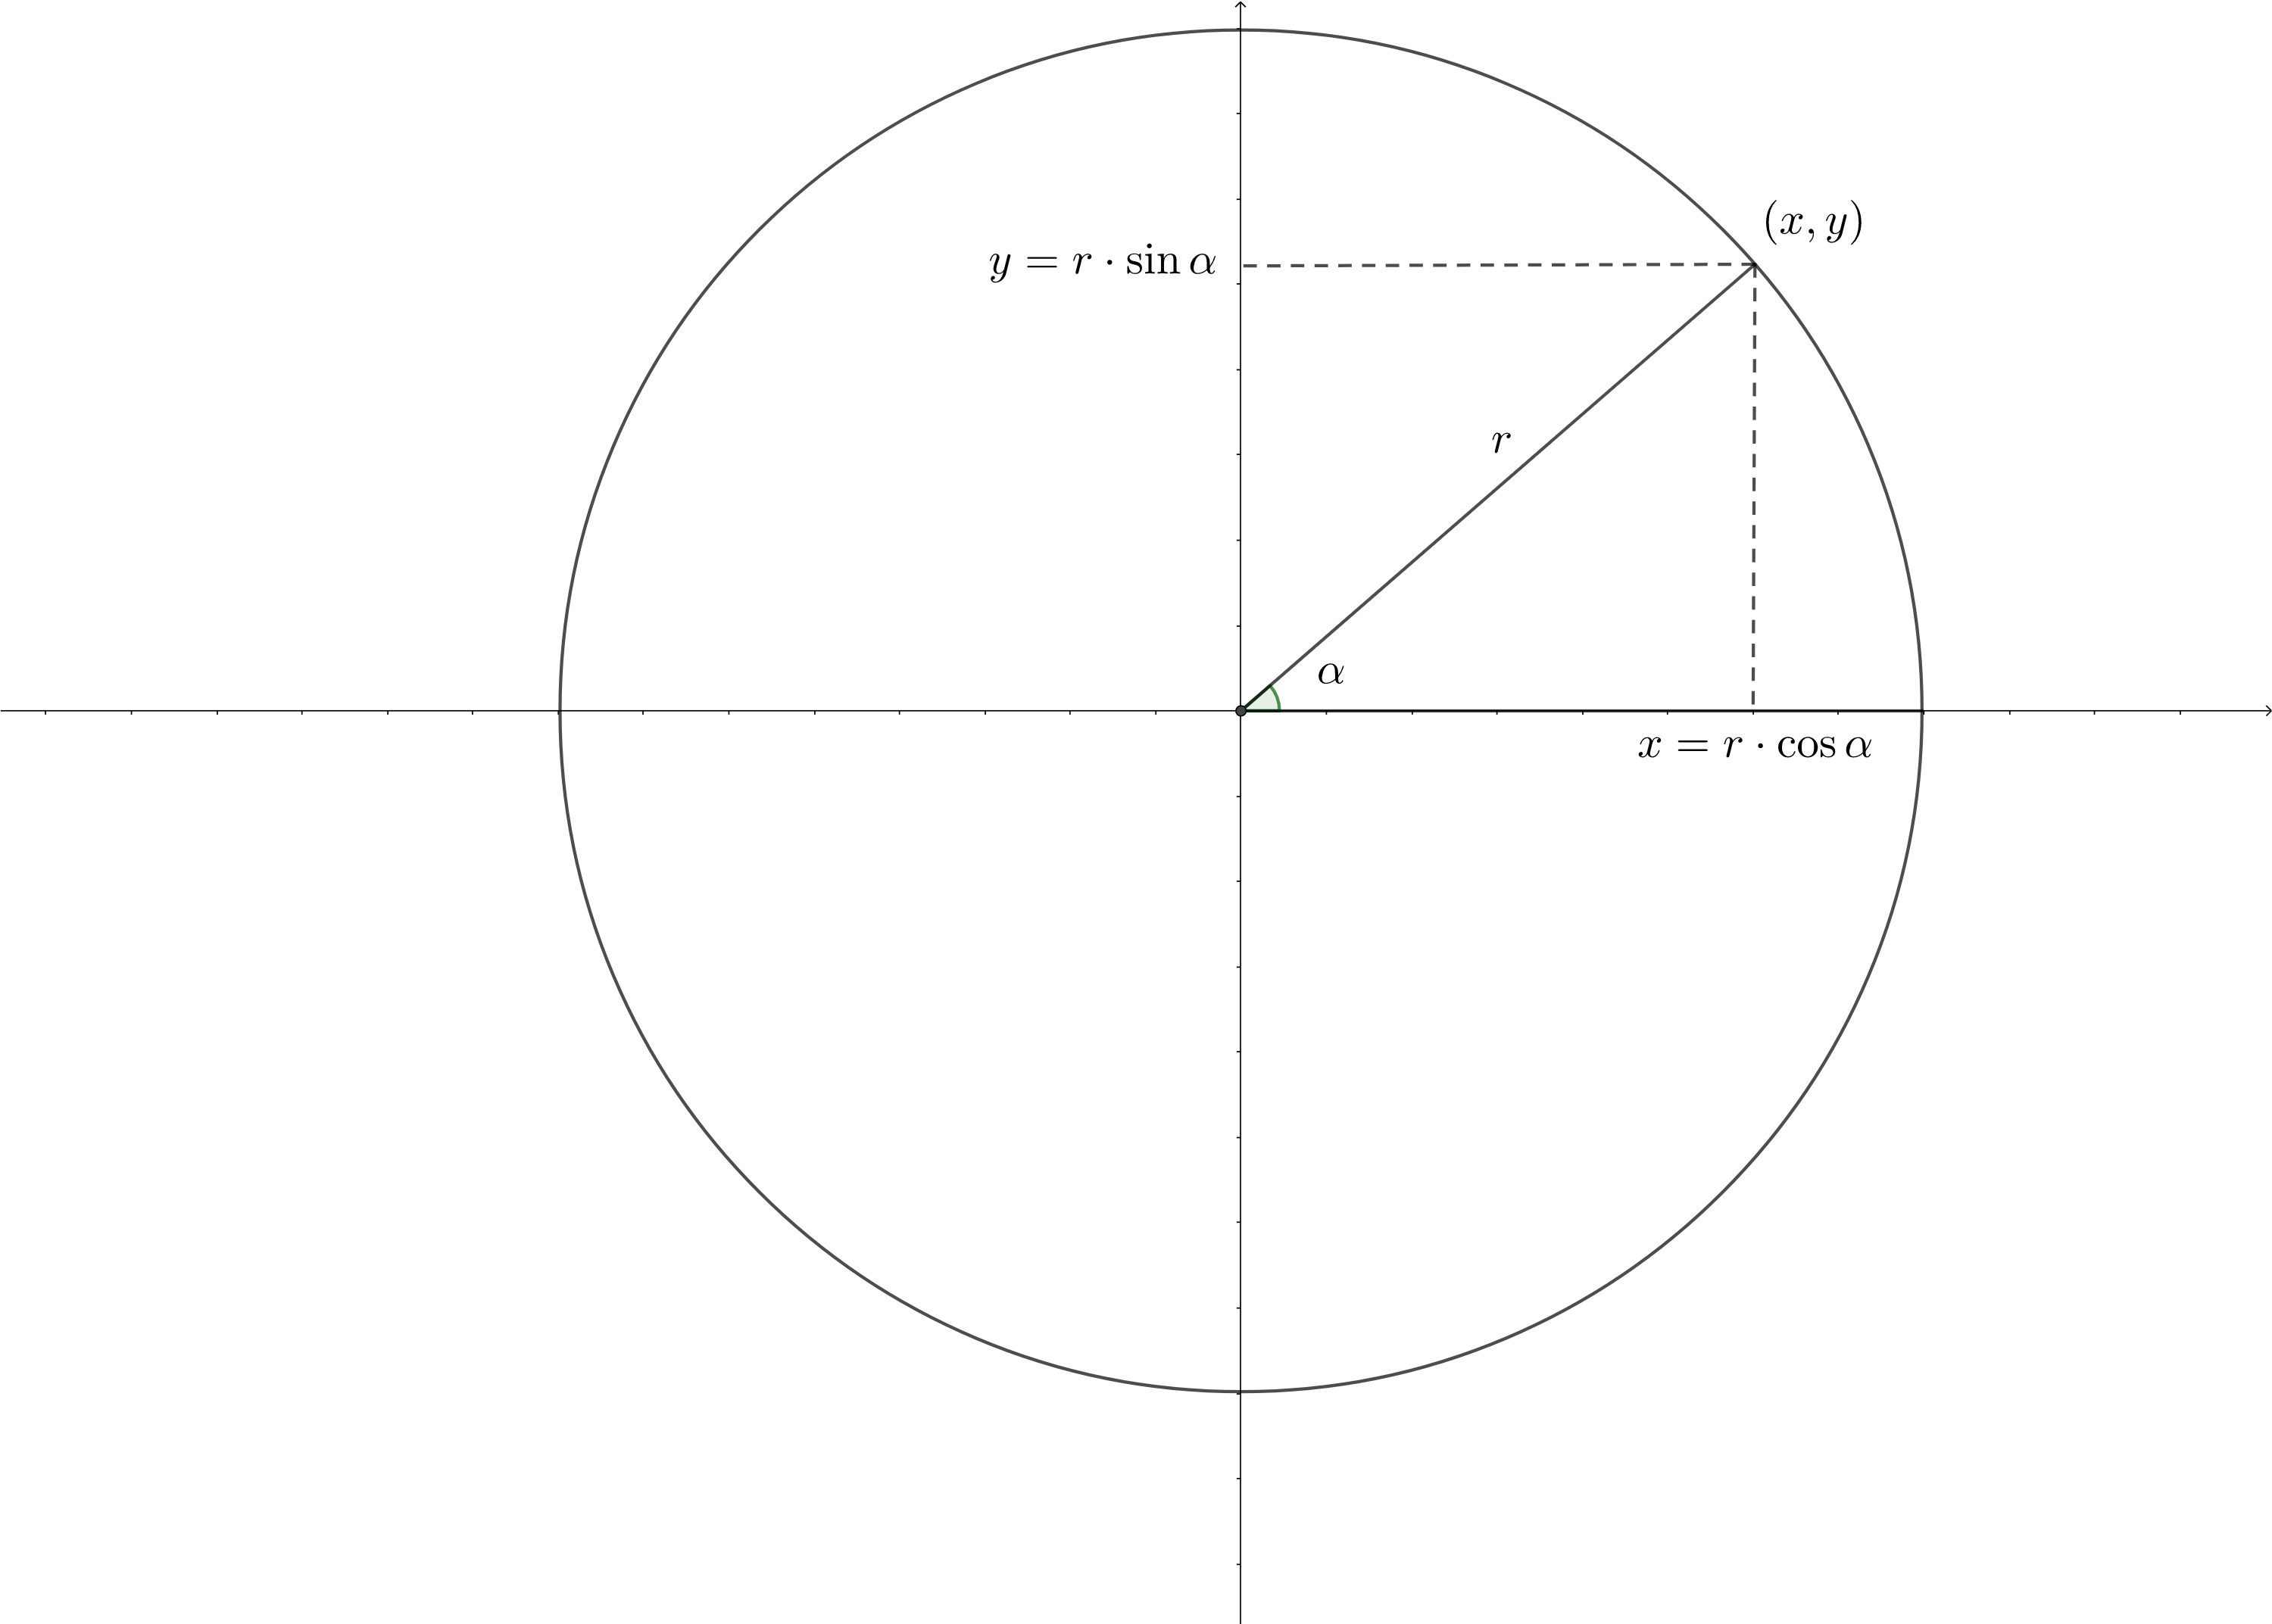 (x, y)
y = r · sin α
r
α
x = r · cos α